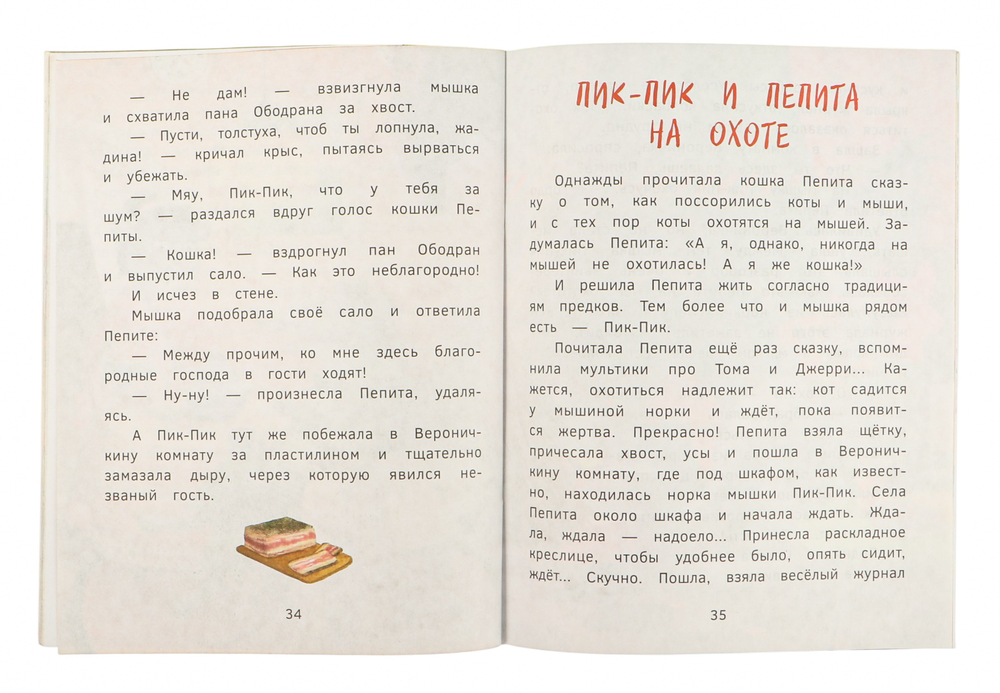 — Не дам! — взвизгнула мышка
и схватила пана Ободрана за хвост.
— Пусти, толстуха, чтоб ты лопнула, жа-
дина! — кричал крыс, пытаясь вырваться
и убежать.
— Мяу, Пик-Пик, что у тебя за
шум? — раздался вдруг голос кошки Пе-
питы.
— Кошка! — вздрогнул пан Ободран
и выпустил сало. — Как это неблагородно!
И исчез в стене.
Мышка подобрала своё сало и ответила
Пепите:
— Между прочим, ко мне здесь благо-
родные господа в гости ходят!
— Ну-ну! — произнесла Пепита, удаля-
ясь.
А Пик-Пик тут же побежала в Веронич-
кину комнату за пластилином и тщательно
замазала дыру, через которую явился не-
званый гость.
34
ПИК-ПИК И ПЕПИТА
НА ОХОТЕ
Однажды прочитала кошка Пепита сказ-
ку о том, как поссорились коты и мыши,
и с тех пор коты охотятся на мышей. За-
думалась Пепита: «А я, однако, никогда на
мышей не охотилась! А я же кошка!»
И решила Пепита жить согласно традици-
ям предков. Тем более что и мышка рядом
есть — Пик-Пик.
Почитала Пепита ещё раз сказку, вспом-
нила мультики про Тома и Джерри... Ка-
жется, охотиться надлежит так: кот садится
у мышиной норки и ждёт, пока появит-
ся жертва. Прекрасно! Пепита взяла щётку,
причесала хвост, усы и пошла в Веронич-
кину комнату, где под шкафом, как извест-
но, находилась норка мышки Пик-Пик. Села
Пепита около шкафа и начала ждать. Жда-
ла, ждала — надоело... Принесла раскладное
креслице, чтобы удобнее было, опять сидит,
ждёт... Скучно. Пошла, взяла весёлый журнал
35